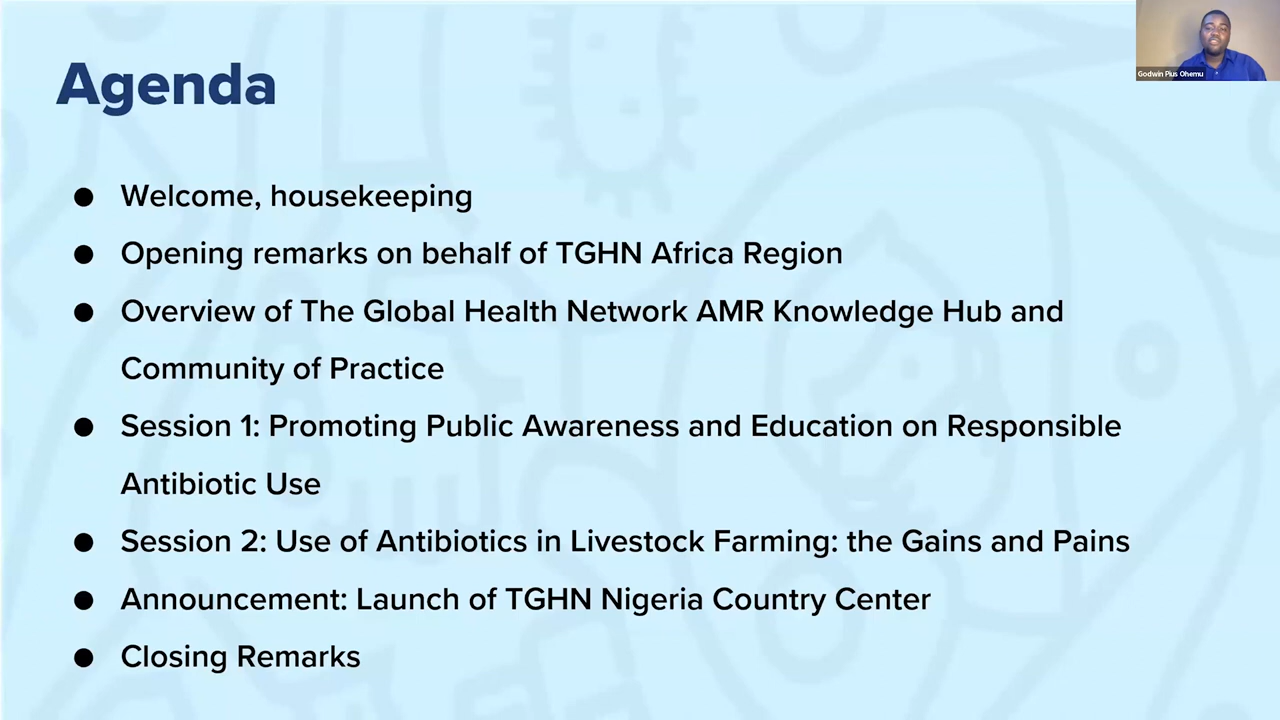 Agenda
Godwin Pius Ohemu
● Welcome, housekeeping
● Opening remarks on behalf of TGHN Africa Region
● Overview of The Global Health Network AMR Knowledge Hub and
Community of Practice
● Session 1: Promoting Public Awareness and Education on Responsible
Antibiotic Use
● Session 2: Use of Antibiotics in Livestock Farming: the Gains and Pains
● Announcement: Launch of TGHN Nigeria Country Center
● Closing Remarks